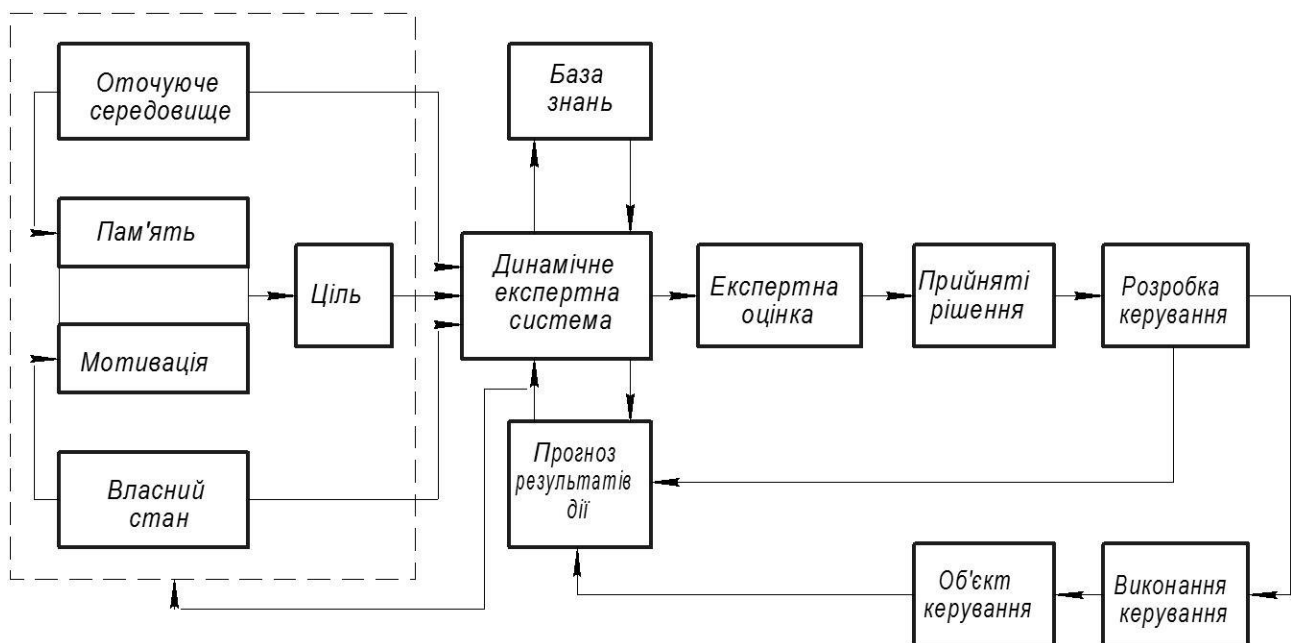 Оточуюче
середовище
База
знань
Пам'ять
Ціль
Мотивація
Власний
стан
Динамічне
експертна
система
Експертна
оцінка
Прийняті
рішення
Розробка
керування
Прогноз
результатів
дії
Об'єкт
керування
Виконання
керування